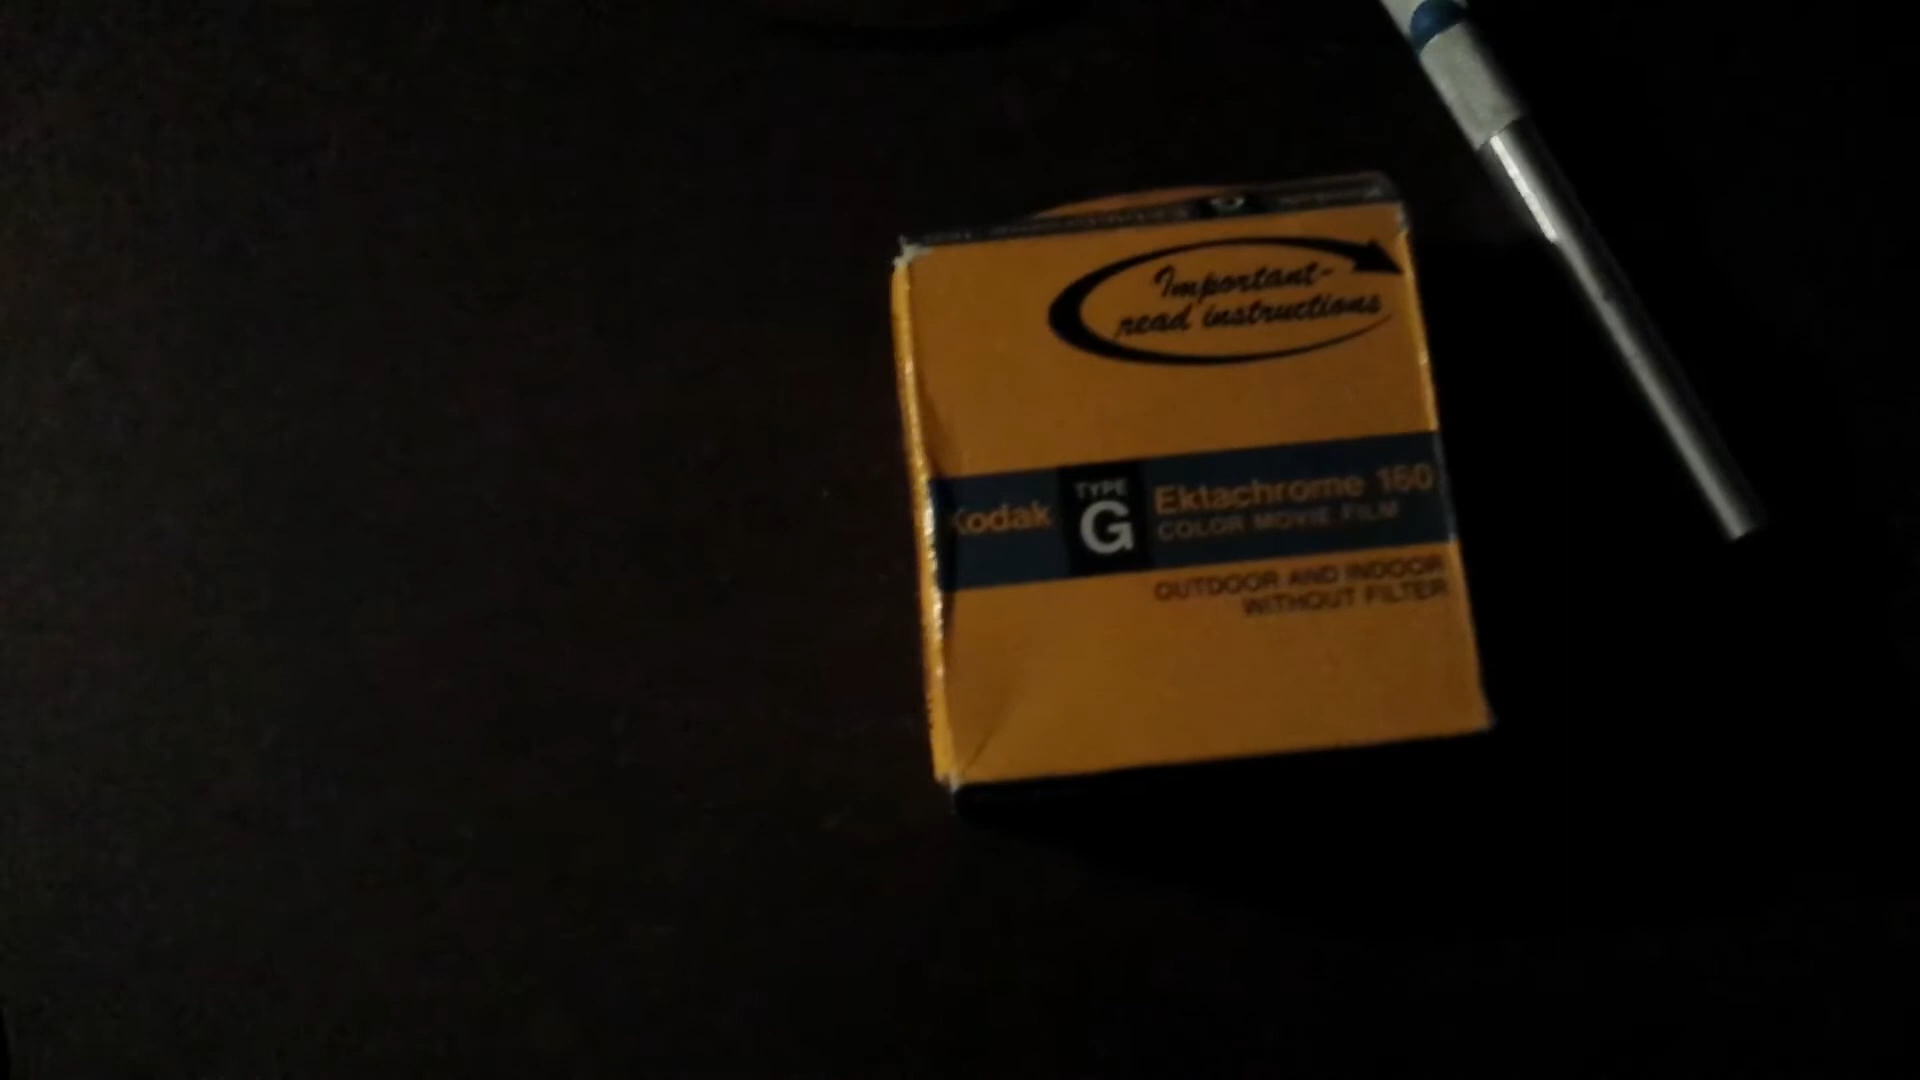 Important-
read instructions
Kodak TYPE G Ektachrome 160
COLOR MOVIE FILM
OUTDOOR AND INDOOR
WITHOUT FILTER